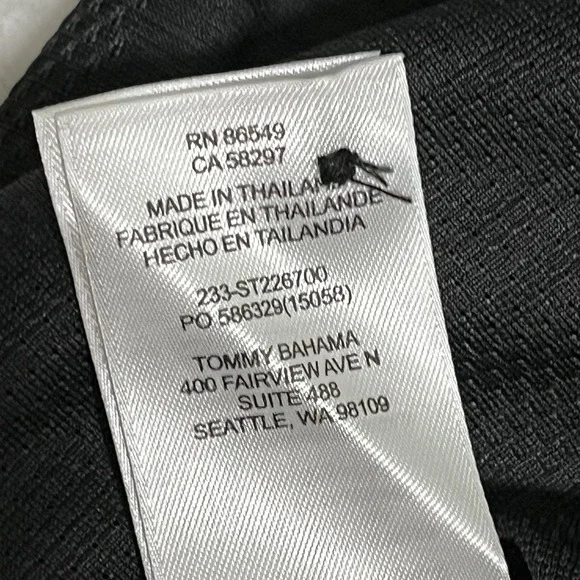 RN 86549
CA 58297
MADE IN THAILAND
FABRIQUE EN THAILANDE
HECHO EN TAILANDIA
233-ST226700
PO 586329(15058)
TOMMY BAHAMA
400 FAIRVIEW AVE N
SUITE 488
SEATTLE, WA 98109